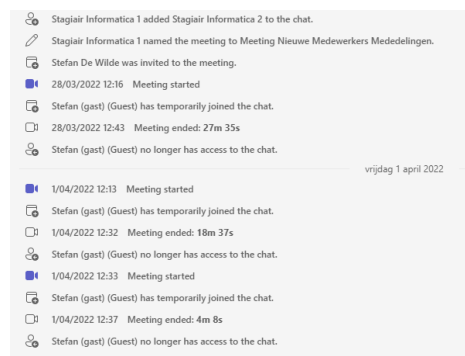 Stagiair Informatica 1 added Stagiair Informatica 2 to the chat.
Stagiair Informatica 1 named the meeting to Meeting Nieuwe Medewerkers Mededelingen.
Stefan De Wilde was invited to the meeting.
28/03/2022 12:16 Meeting started
Stefan (gast) (Guest) has temporarily joined the chat.
28/03/2022 12:43 Meeting ended: 27m 35s
Stefan (gast) (Guest) no longer has access to the chat.
vrijdag 1 april 2022
1/04/2022 12:13 Meeting started
Stefan (gast) (Guest) has temporarily joined the chat.
1/04/2022 12:32 Meeting ended: 18m 37s
Stefan (gast) (Guest) no longer has access to the chat.
1/04/2022 12:33 Meeting started
Stefan (gast) (Guest) has temporarily joined the chat.
1/04/2022 12:37 Meeting ended: 4m 8s
Stefan (gast) (Guest) no longer has access to the chat.